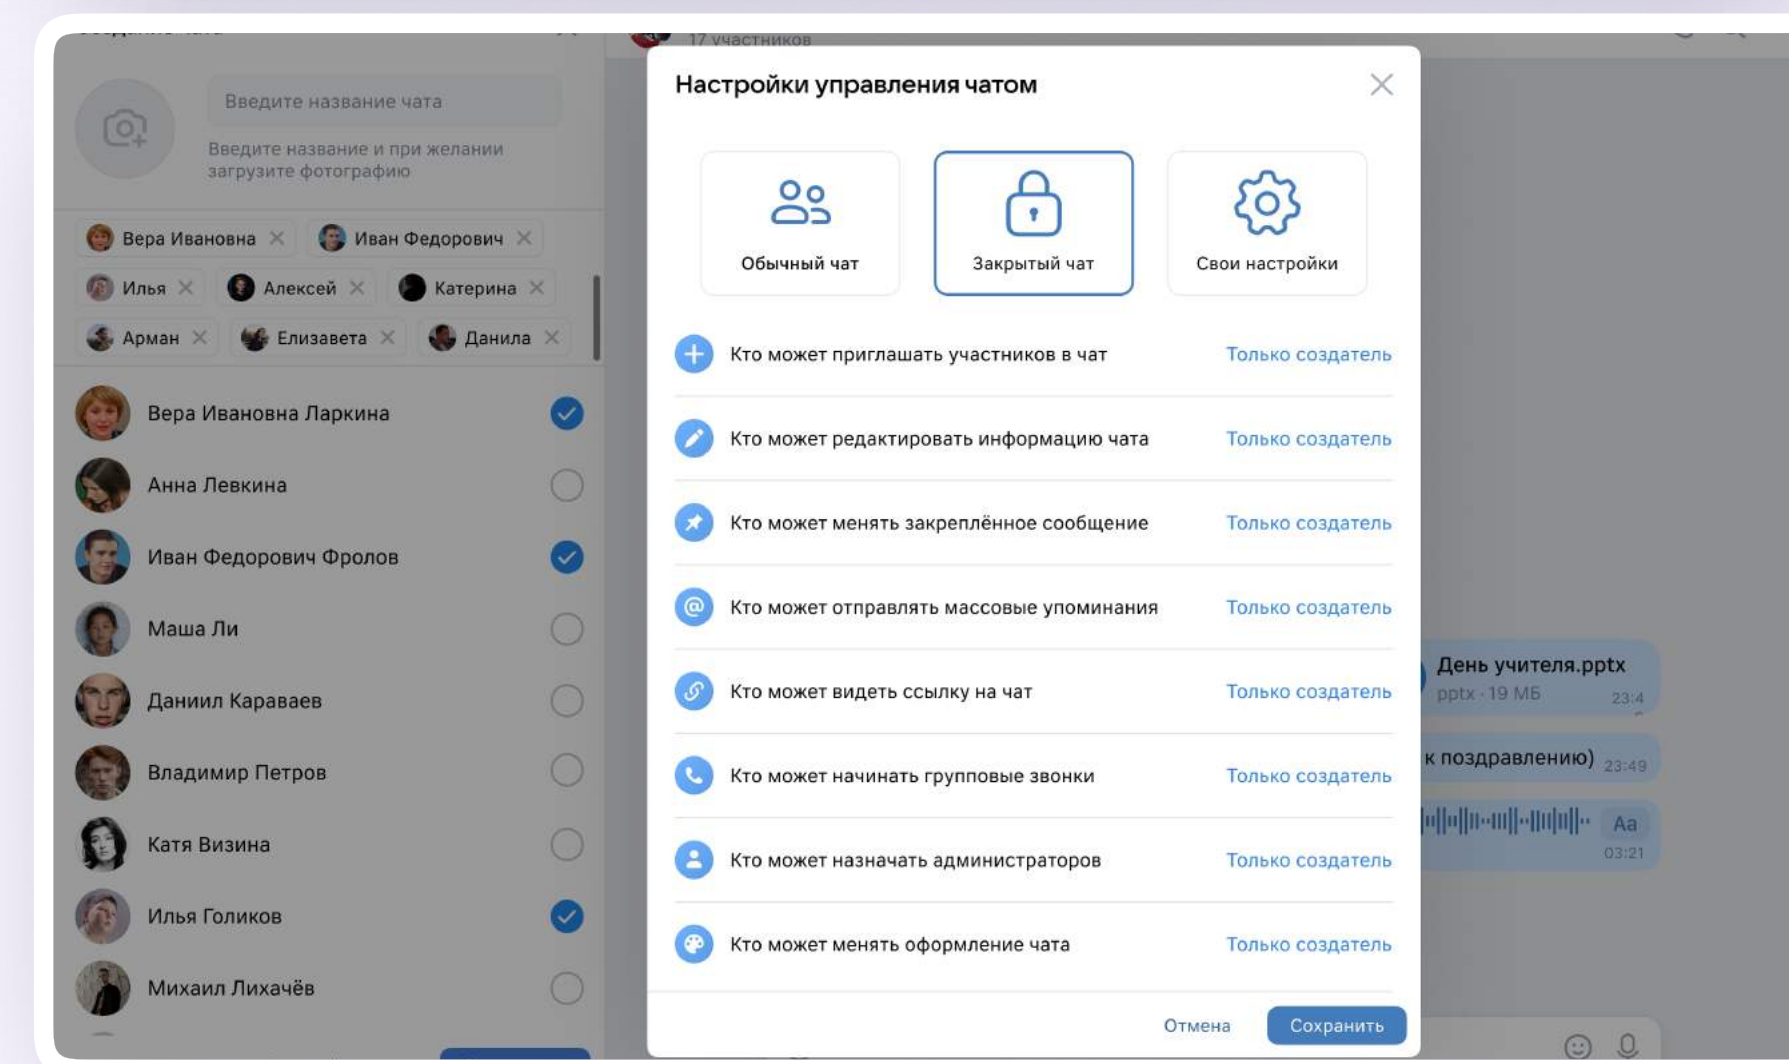 17 участников
Введите название чата
Введите название и при желании
загрузите фотографию
Вера Ивановна
Иван Федорович
Илья
Алексей
Катерина
Арман
Елизавета
Данила
Вера Ивановна Ларкина
Анна Левкина
Иван Федорович Фролов
Маша Ли
Даниил Караваев
Владимир Петров
Катя Визина
Илья Голиков
Михаил Лихачёв
Настройки управления чатом
Обычный чат
Закрытый чат
Свои настройки
Кто может приглашать участников в чат
Только создатель
Кто может редактировать информацию чата
Только создатель
Кто может менять закреплённое сообщение
Только создатель
Кто может отправлять массовые упоминания
Только создатель
Кто может видеть ссылку на чат
Только создатель
Кто может начинать групповые звонки
Только создатель
Кто может назначать администраторов
Только создатель
Кто может менять оформление чата
Только создатель
Отмена
Сохранить
День учителя.pptx
pptx · 19 МБ
23:4
к поздравлению) 23:49
Aa
03:21